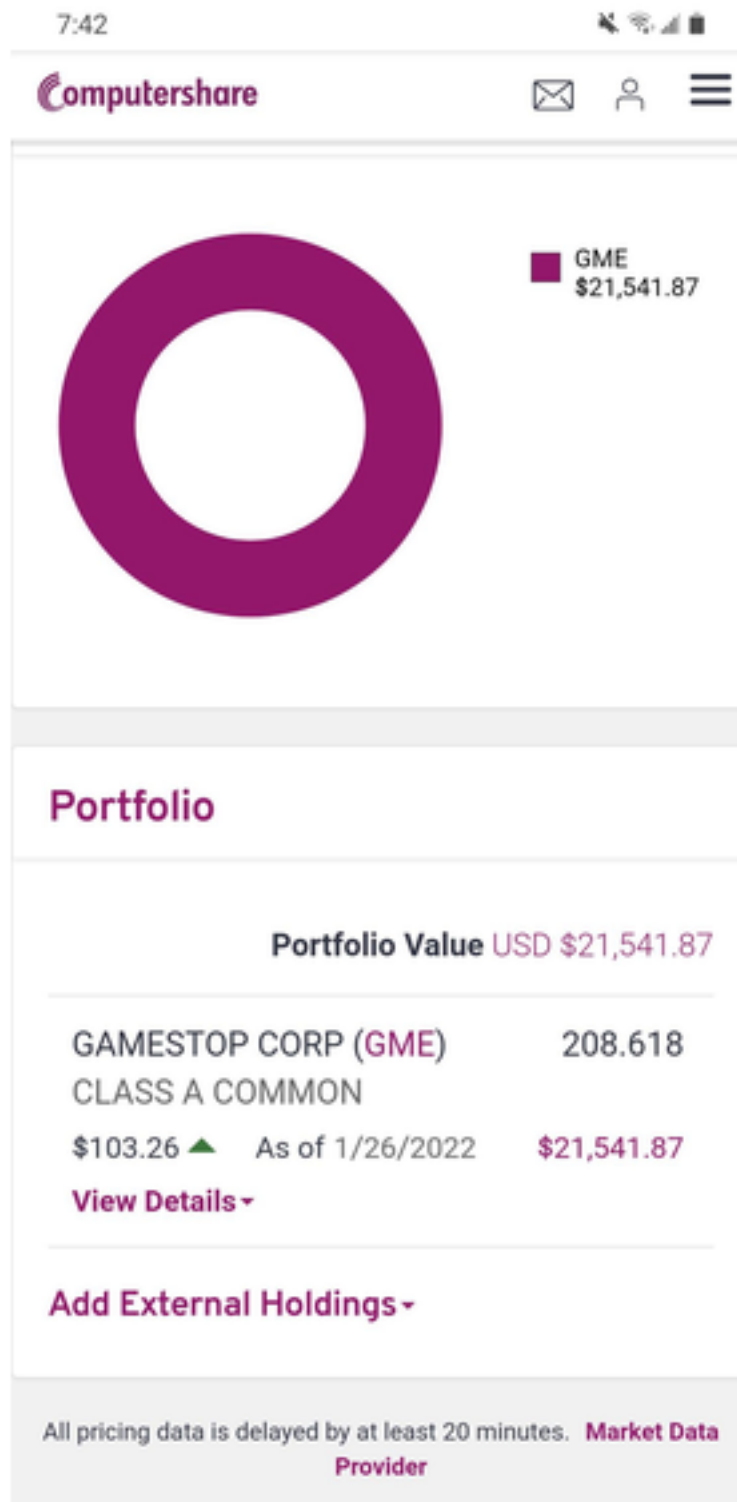 7:42
Computershare
GME
$21,541.87
Portfolio
Portfolio Value USD $21,541.87
GAMESTOP CORP (GME) 208.618
CLASS A COMMON
$103.26 As of 1/26/2022 $21,541.87
View Details
Add External Holdings
All pricing data is delayed by at least 20 minutes. Market Data
Provider